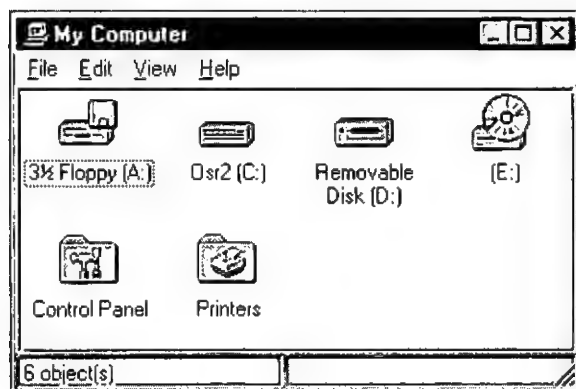 My Computer
File Edit View Help
3½ Floppy (A:) Osr2 (C:) Removable Disk (D:) (E:)
Control Panel Printers
6 object(s)